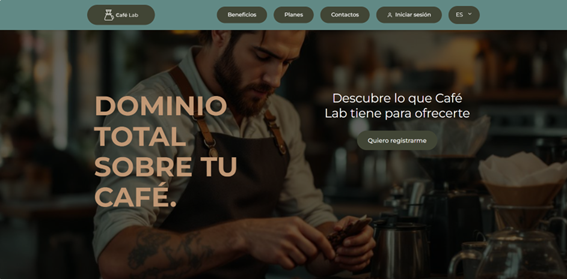 Café Lab
Beneficios
Planes
Contactos
Iniciar sesión
ES
DOMINIO
TOTAL
SOBRE TU
CAFÉ.
Descubre lo que Café
Lab tiene para ofrecerte
Quiero registrarme